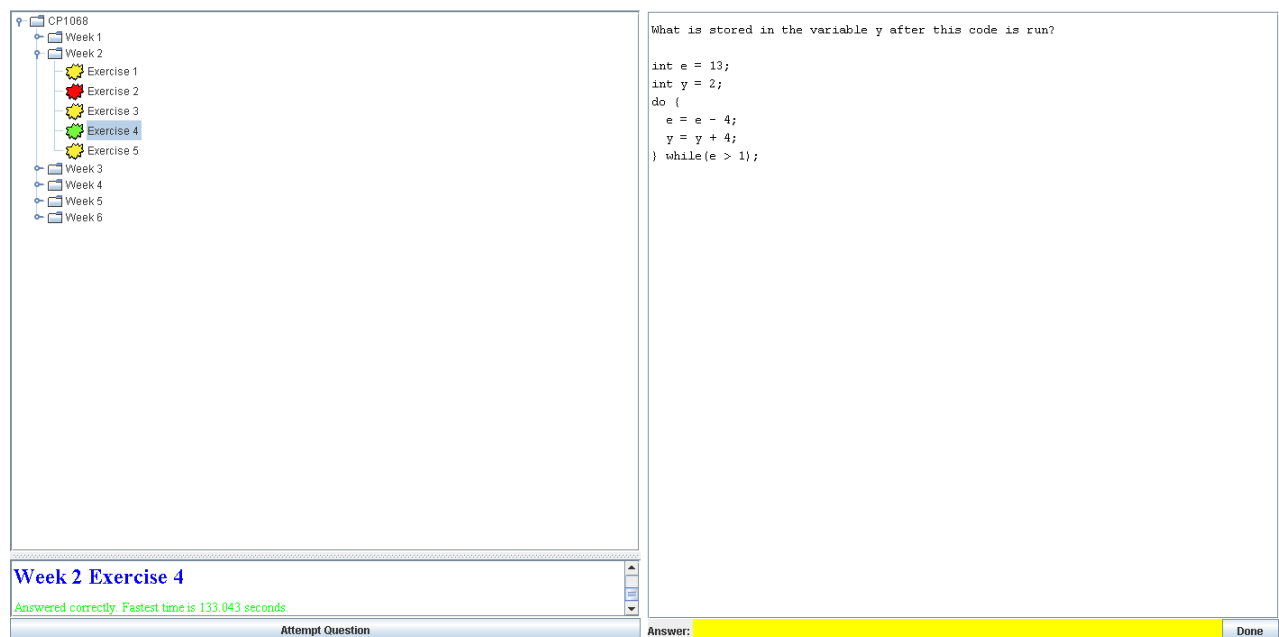 CP1068
Week 1
Week 2
Exercise 1
Exercise 2
Exercise 3
Exercise 4
Exercise 5
Week 3
Week 4
Week 5
Week 6
Week 2 Exercise 4
Answered correctly. Fastest time is 133.043 seconds.
Attempt Question
What is stored in the variable y after this code is run?
int e = 13;
int y = 2;
do {
e = e - 4;
y = y + 4;
} while(e > 1);
Answer:
Done